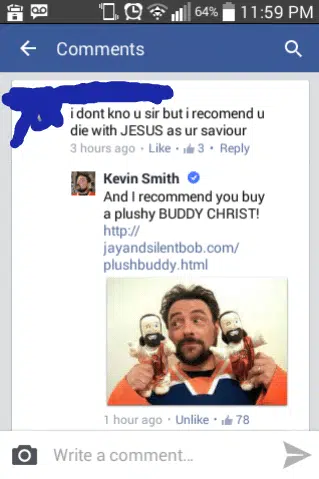 64% 11:59 PM
Comments
i dont kno u sir but i recomend u
die with JESUS as ur saviour
3 hours ago · Like · 3 · Reply
Kevin Smith
And I recommend you buy
a plushy BUDDY CHRIST!
http://
jayandsilentbob.com/
plushbuddy.html
1 hour ago · Unlike · 78
Write a comment...